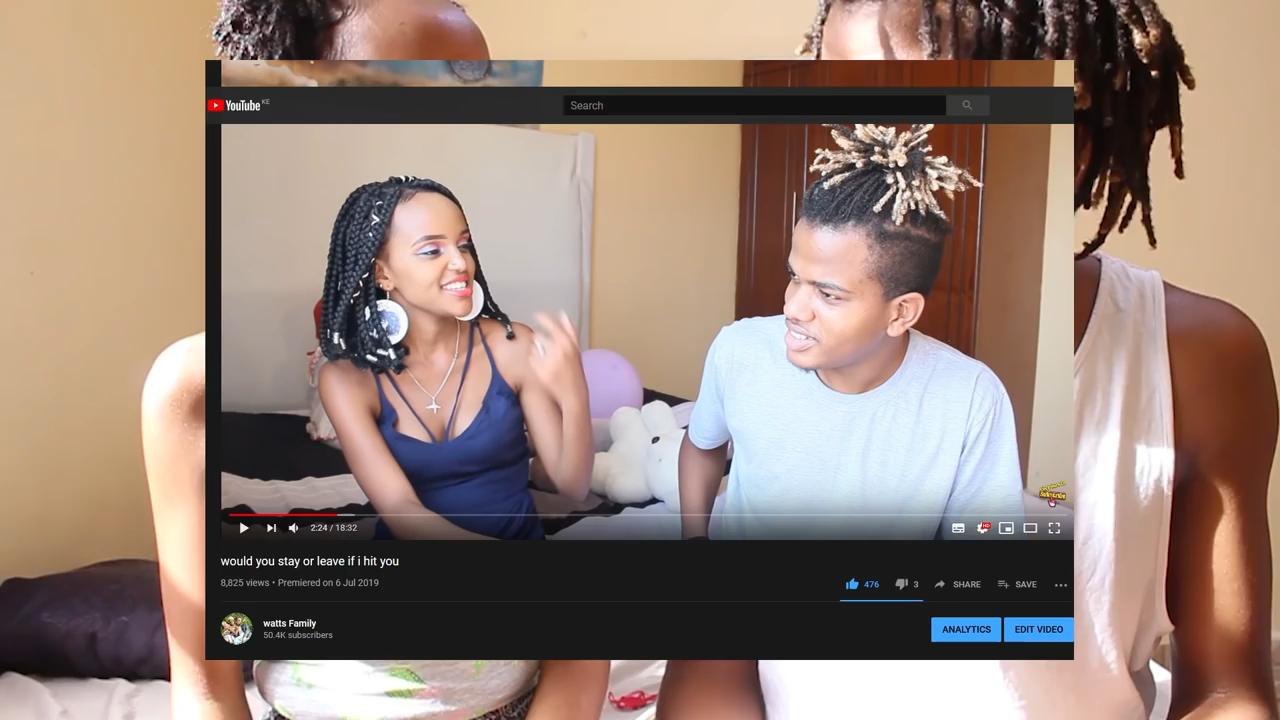 YouTube KE
Search
2:24 / 18:32
HD
would you stay or leave if i hit you
8,825 views • Premiered on 6 Jul 2019
476
3
SHARE
SAVE
watts Family
50.4K subscribers
ANALYTICS
EDIT VIDEO